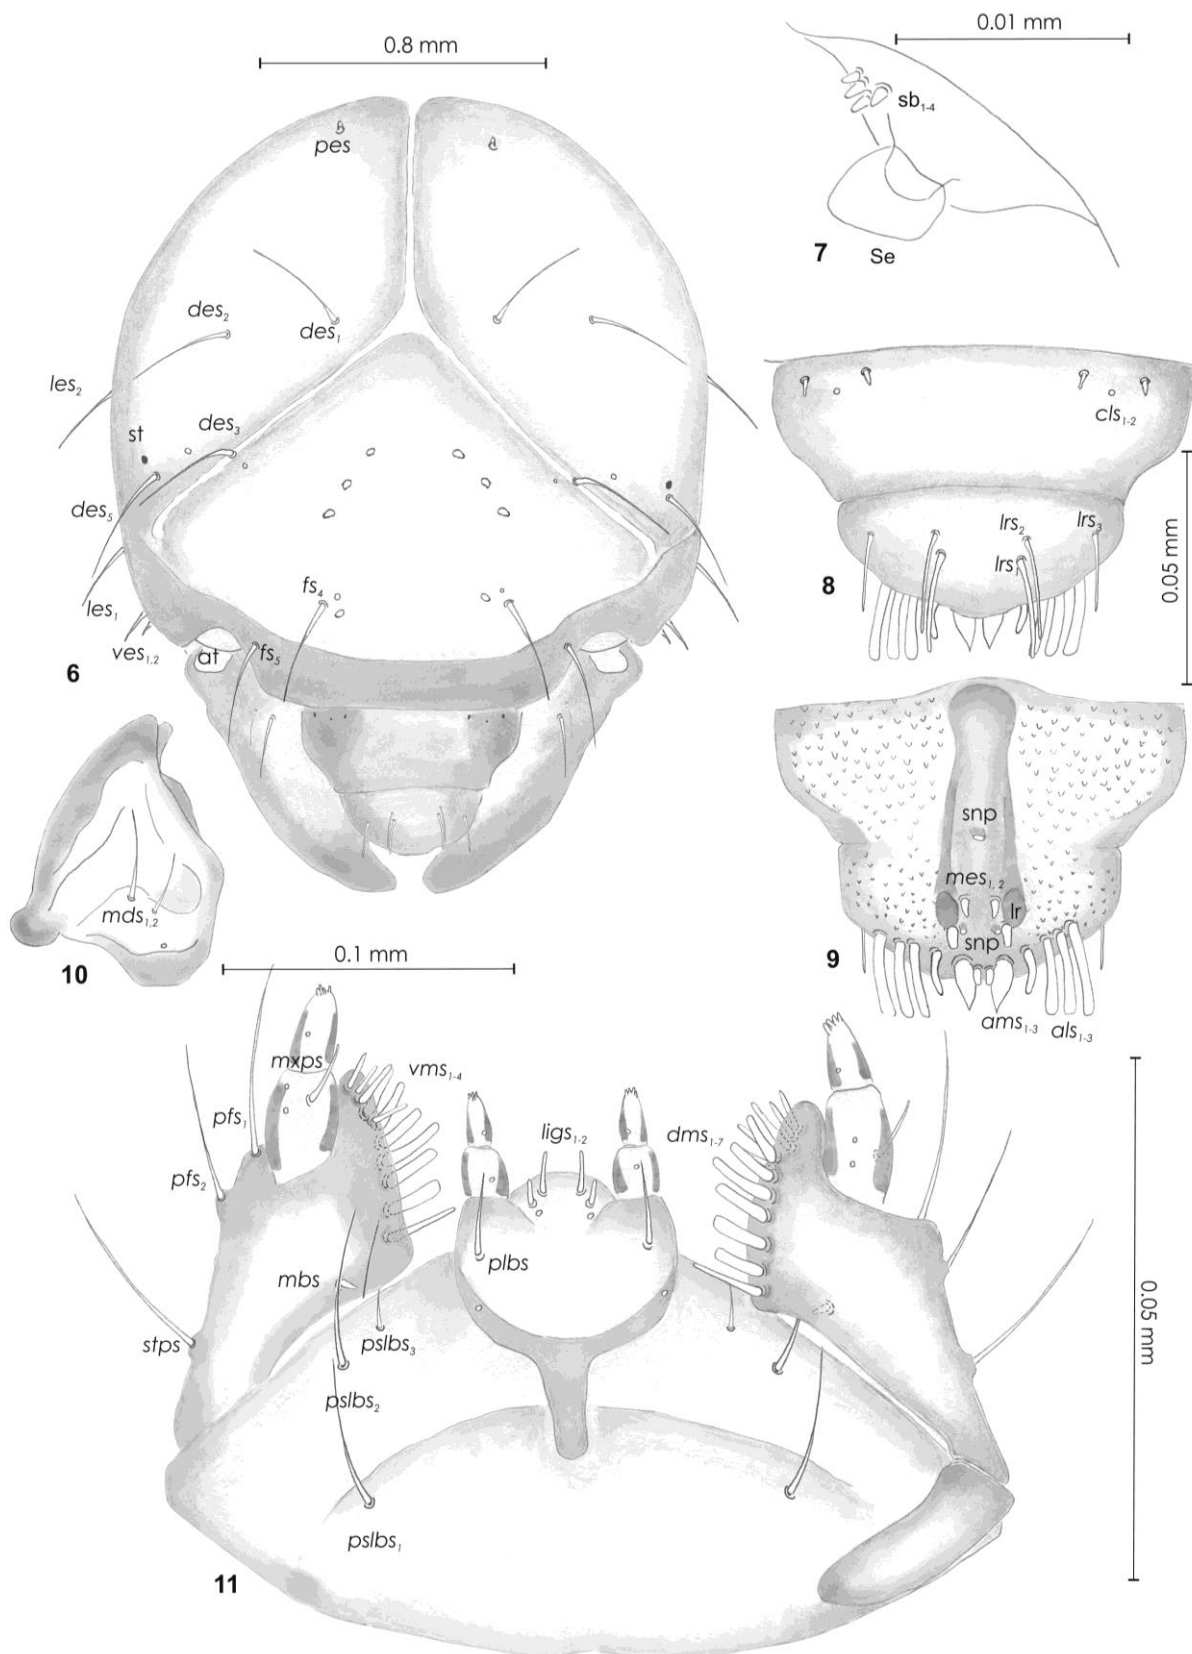 0.8 mm
pes
des₂
des₁
les₂
des₃
st
des₅
les₁
fs₄
ves₁,₂
at
fs₅
6
0.01 mm
sb₁₋₄
7
Se
cls₁₋₂
lrs₂
lrs₃
lrs₁
8
0.05 mm
snp
mes₁,₂
lr
snp
9
ams₁₋₃
als₁₋₃
mds₁,₂
10
0.1 mm
mxps
vms₁₋₄
pfs₁
ligs₁₋₂
dms₁₋₇
pfs₂
plbs
mbs
stps
pslbs₃
pslbs₂
pslbs₁
11
0.05 mm